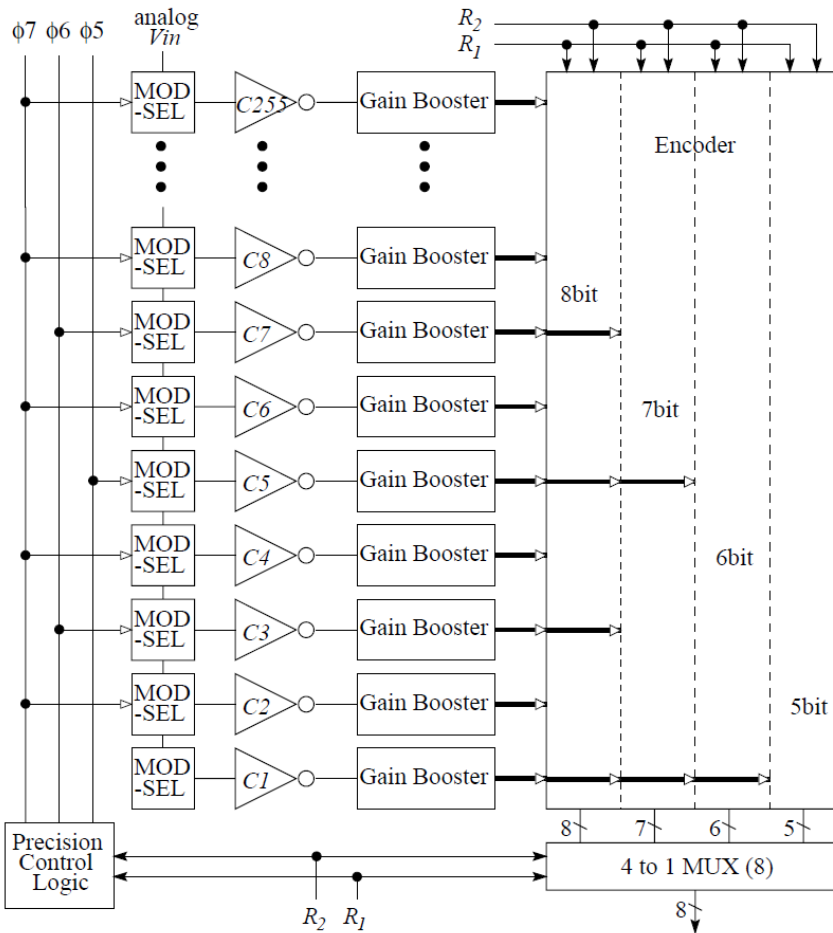 ϕ7 ϕ6 ϕ5
analog
Vin
R2
R1
MOD
-SEL
C255
Gain Booster
Encoder
MOD
-SEL
C8
Gain Booster
8bit
MOD
-SEL
C7
Gain Booster
MOD
-SEL
C6
Gain Booster
7bit
MOD
-SEL
C5
Gain Booster
MOD
-SEL
C4
Gain Booster
6bit
MOD
-SEL
C3
Gain Booster
MOD
-SEL
C2
Gain Booster
5bit
MOD
-SEL
C1
Gain Booster
8 7 6 5
Precision
Control
Logic
4 to 1 MUX (8)
R2 R1
8